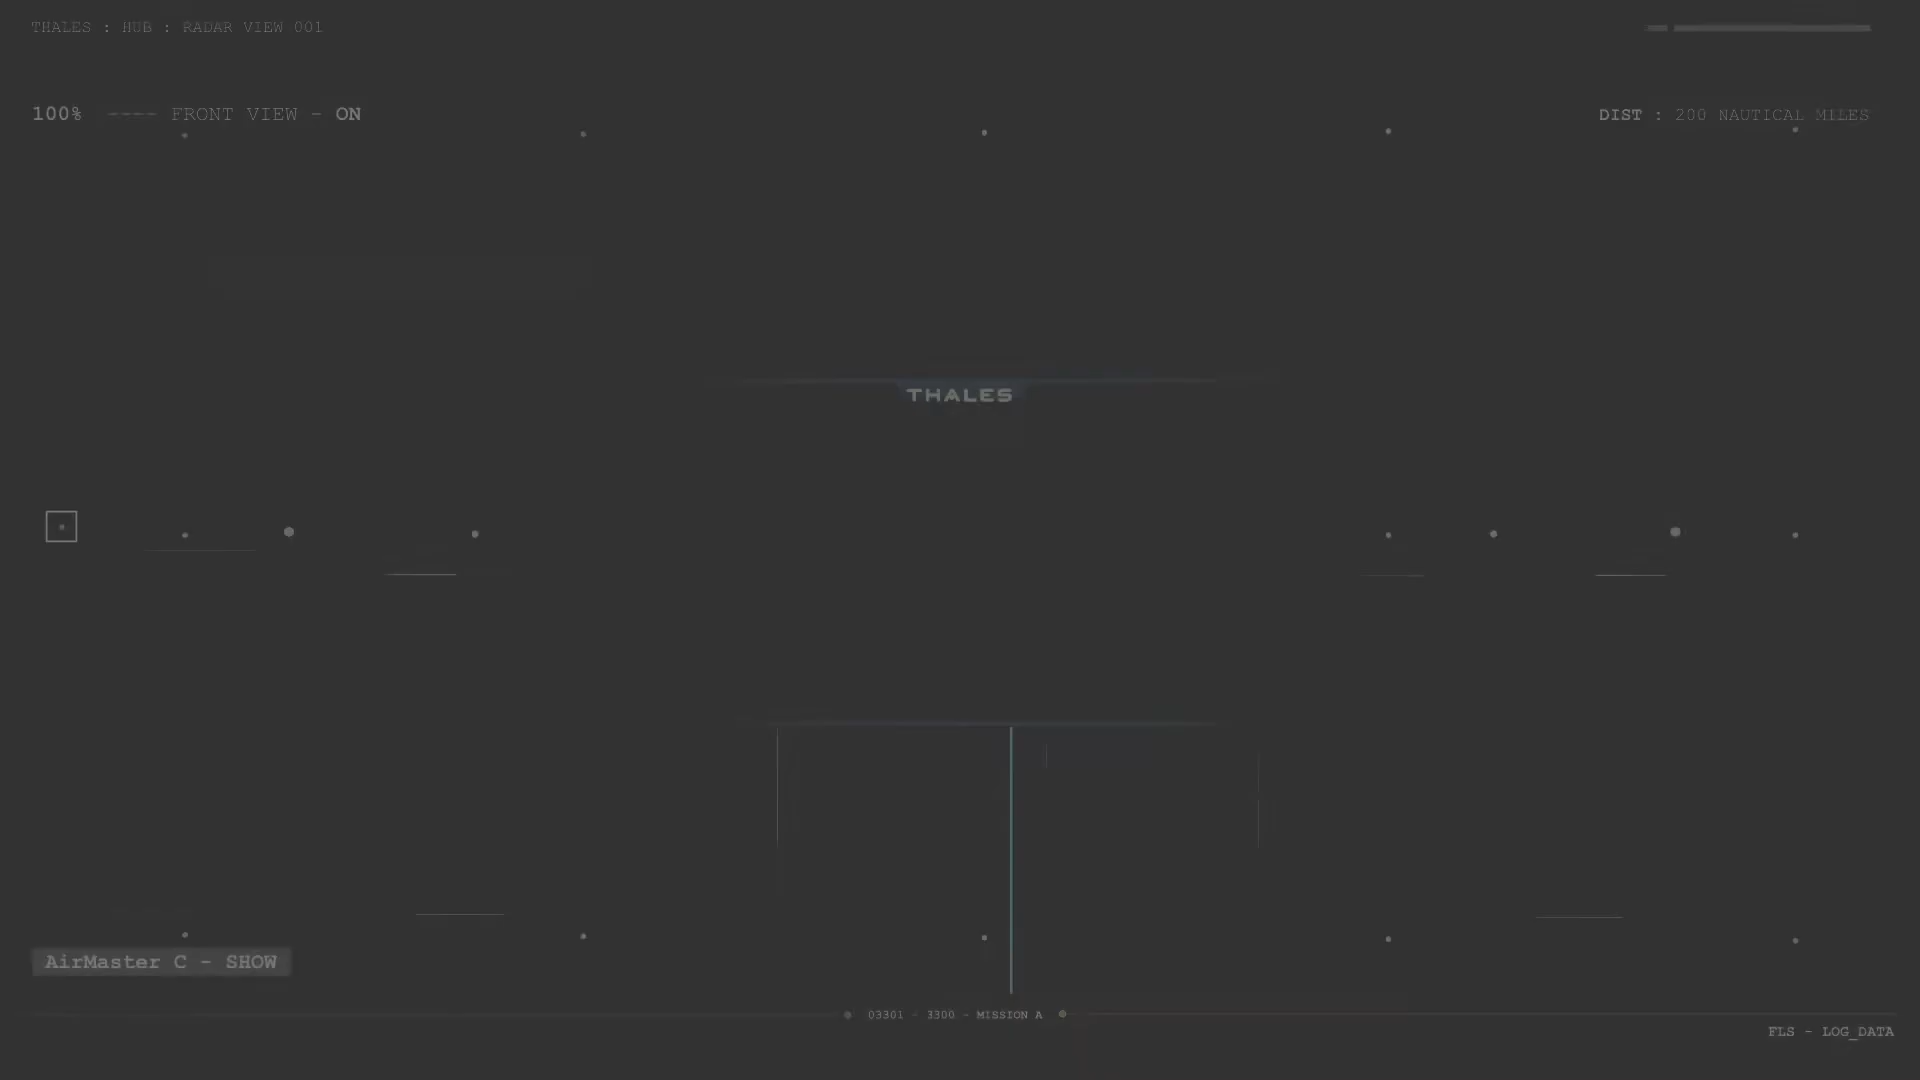 THALES : HUB : RADAR VIEW 001
100% ---- FRONT VIEW - ON
DIST : 200 NAUTICAL MILES
THALES
AirMaster C - SHOW
03301 - 3300 - MISSION A
FLS - LOG_DATA